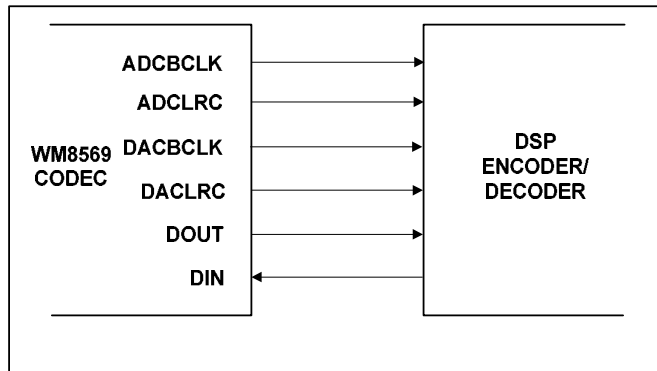 ADCBCLK
ADCLRC
WM8569
CODEC
DACBCLK
DACLRC
DOUT
DIN
DSP
ENCODER/
DECODER